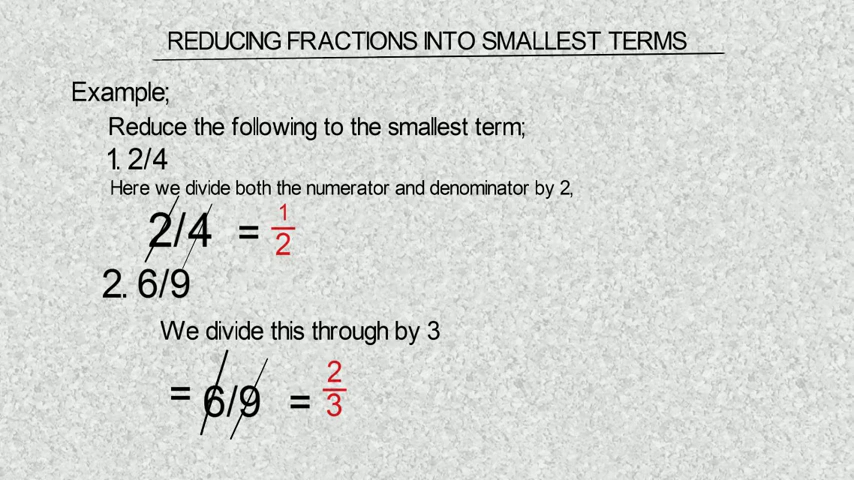 REDUCING FRACTIONS INTO SMALLEST TERMS
Example;
Reduce the following to the smallest term;
1. 2/4
Here we divide both the numerator and denominator by 2,
2/4 = 1/2
2. 6/9
We divide this through by 3
= 6/9 = 2/3